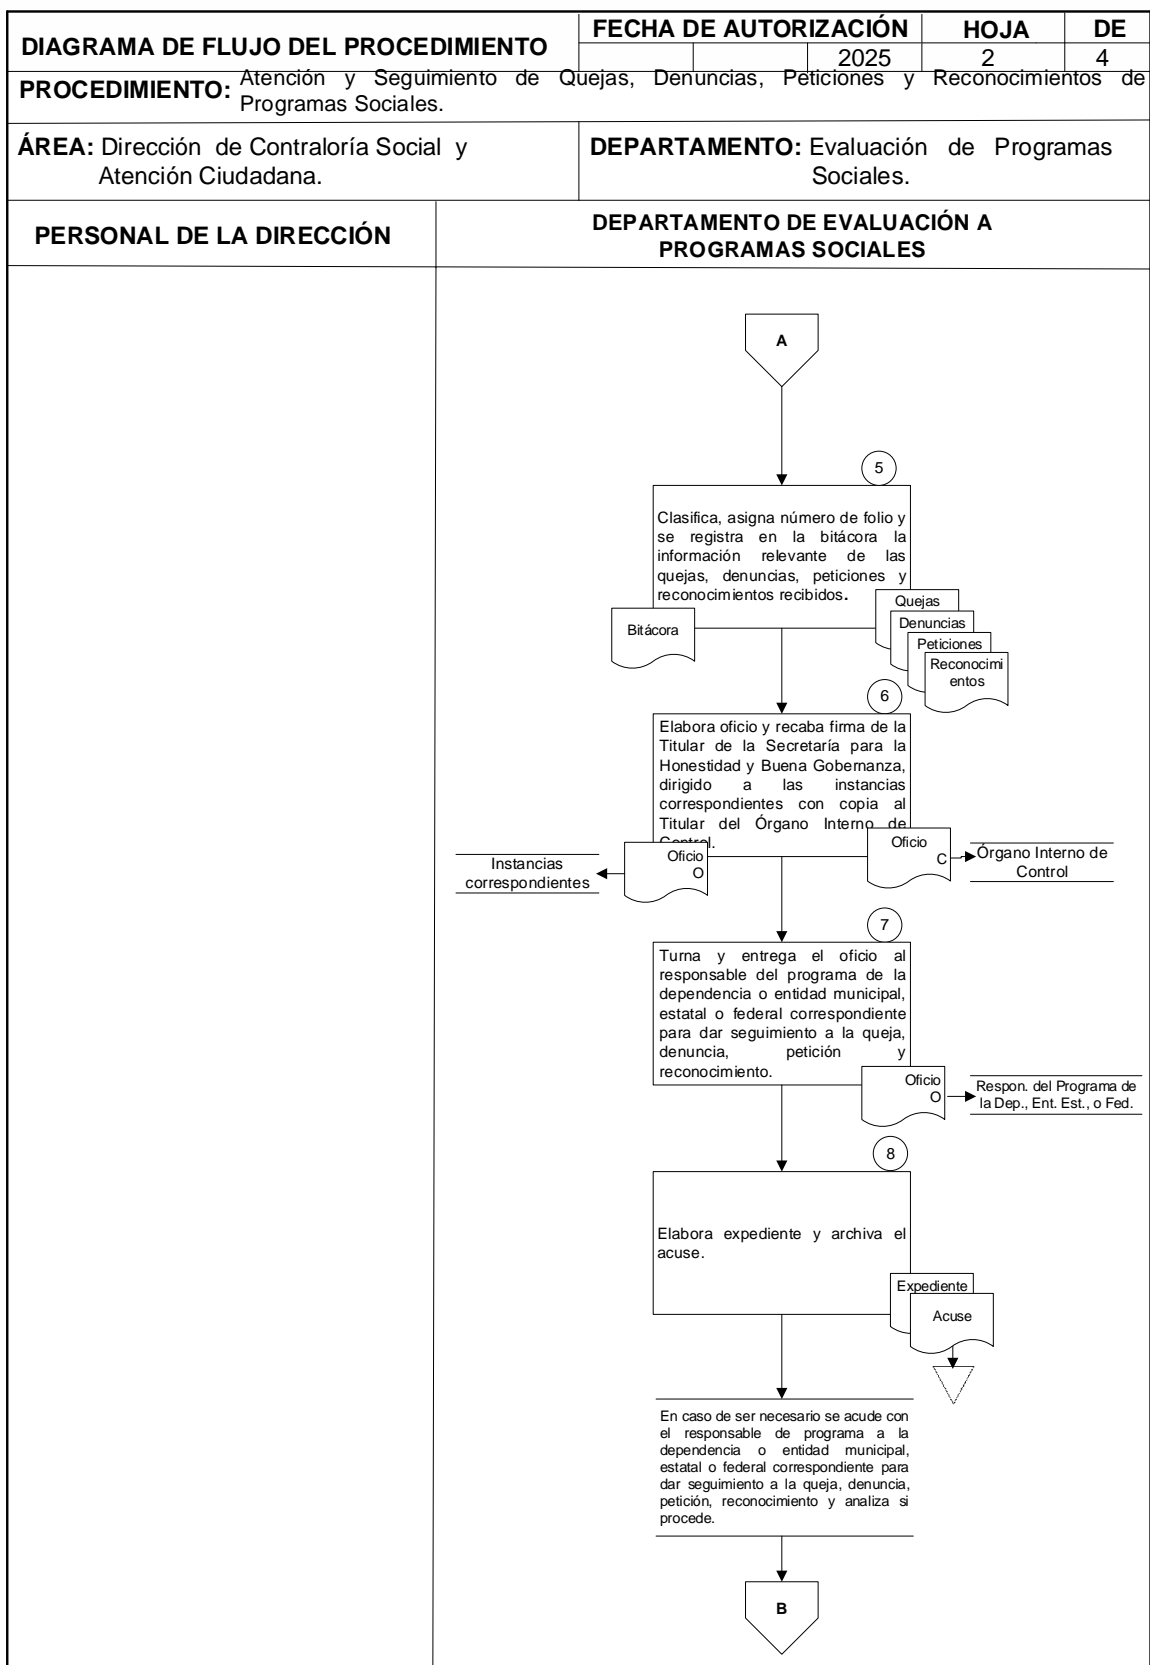 DIAGRAMA DE FLUJO DEL PROCEDIMIENTO
FECHA DE AUTORIZACIÓN
HOJA
DE
2025
2
4
PROCEDIMIENTO: Atención y Seguimiento de Quejas, Denuncias, Peticiones y Reconocimientos de
Programas Sociales.
ÁREA: Dirección de Contraloría Social y
Atención Ciudadana.
DEPARTAMENTO: Evaluación de Programas
Sociales.
PERSONAL DE LA DIRECCIÓN
DEPARTAMENTO DE EVALUACIÓN A
PROGRAMAS SOCIALES
A
5
Clasifica, asigna número de folio y
se registra en la bitácora la
información relevante de las
quejas, denuncias, peticiones y
reconocimientos recibidos.
Bitácora
Quejas
Denuncias
Peticiones
Reconocimi
entos
6
Elabora oficio y recaba firma de la
Titular de la Secretaría para la
Honestidad y Buena Gobernanza,
dirigido a las instancias
correspondientes con copia al
Titular del Órgano Interno de
Control.
Instancias
correspondientes
Oficio
O
Oficio
C
Órgano Interno de
Control
7
Turna y entrega el oficio al
responsable del programa de la
dependencia o entidad municipal,
estatal o federal correspondiente
para dar seguimiento a la queja,
denuncia, petición y
reconocimiento.
Oficio
O
Respon. del Programa de
la Dep., Ent. Est., o Fed.
8
Elabora expediente y archiva el
acuse.
Expediente
Acuse
En caso de ser necesario se acude con
el responsable de programa a la
dependencia o entidad municipal,
estatal o federal correspondiente para
dar seguimiento a la queja, denuncia,
petición, reconocimiento y analiza si
procede.
B